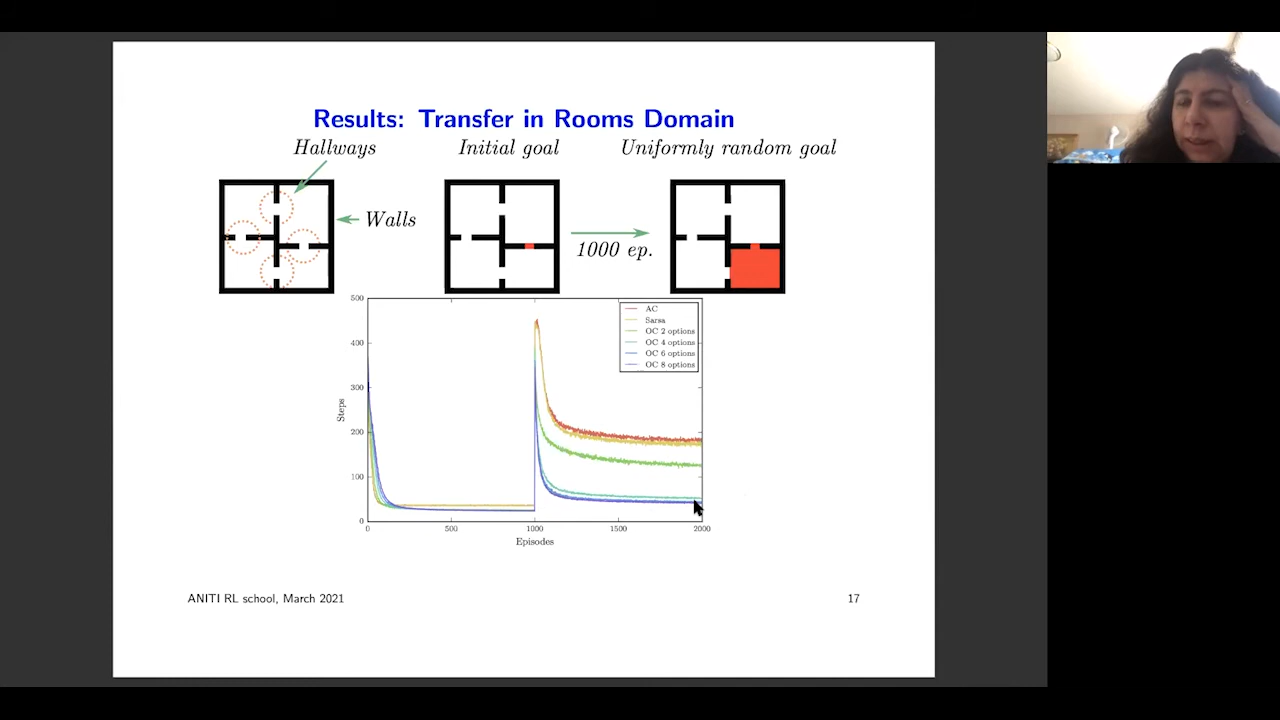 Results: Transfer in Rooms Domain
Hallways
Initial goal
Uniformly random goal
Walls
1000 ep.
500
400
300
200
100
0
Steps
AC
Sarsa
OC 2 options
OC 4 options
OC 6 options
OC 8 options
0
500
1000
1500
2000
Episodes
ANITI RL school, March 2021
17